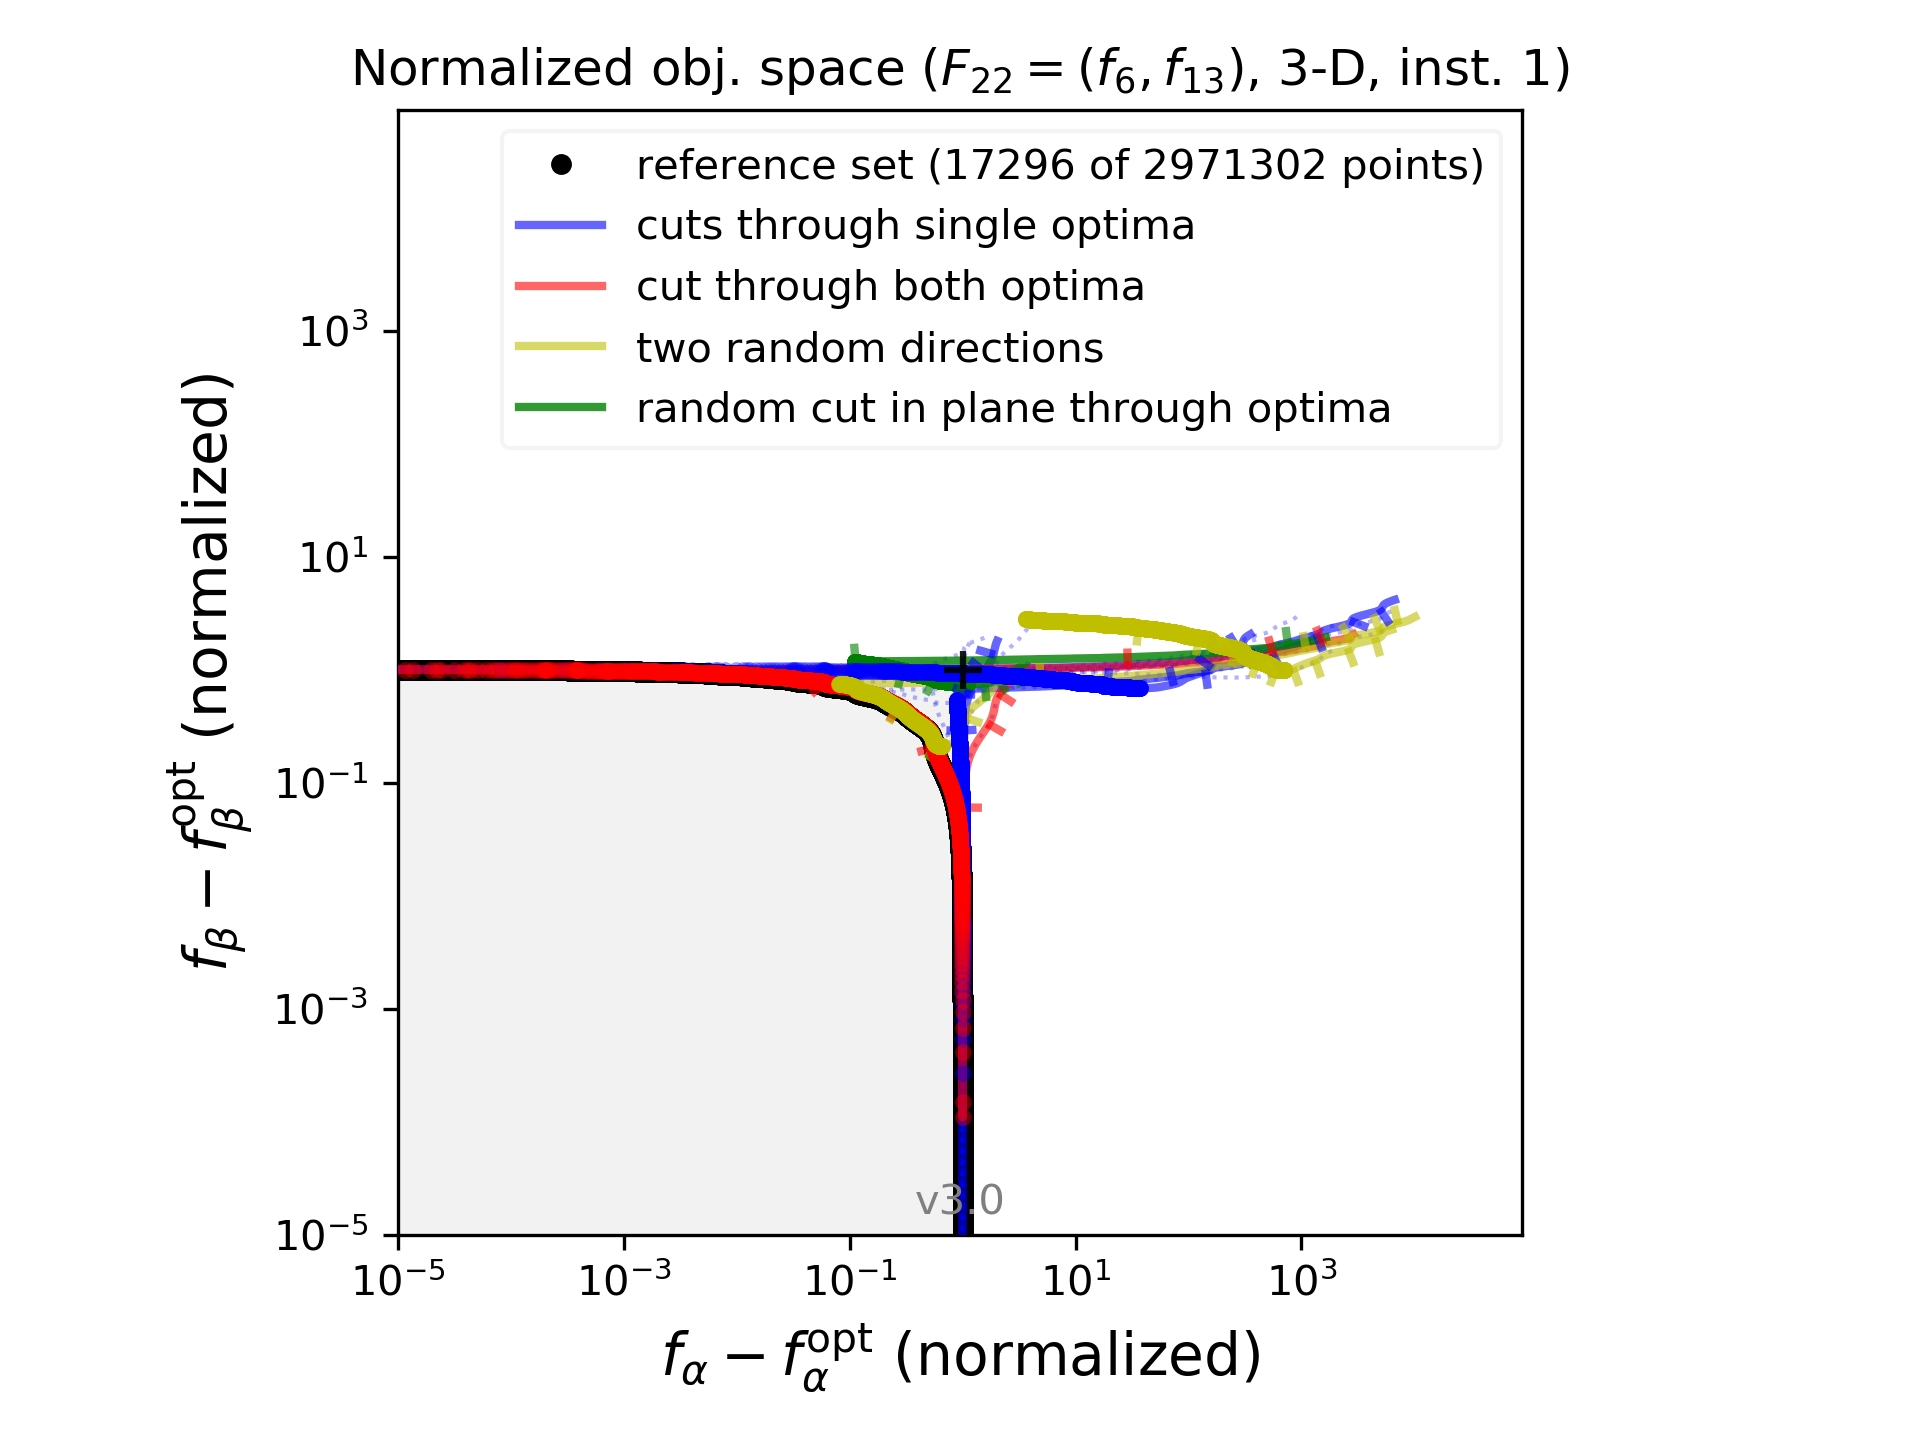 Normalized obj. space (F₂₂ = (f₆, f₁₃), 3-D, inst. 1)
reference set (17296 of 2971302 points)
cuts through single optima
cut through both optima
two random directions
random cut in plane through optima
10³
10¹
10⁻¹
10⁻³
10⁻⁵
f_β − f_β^opt (normalized)
v3.0
10⁻⁵ 10⁻³ 10⁻¹ 10¹ 10³
f_α − f_α^opt (normalized)